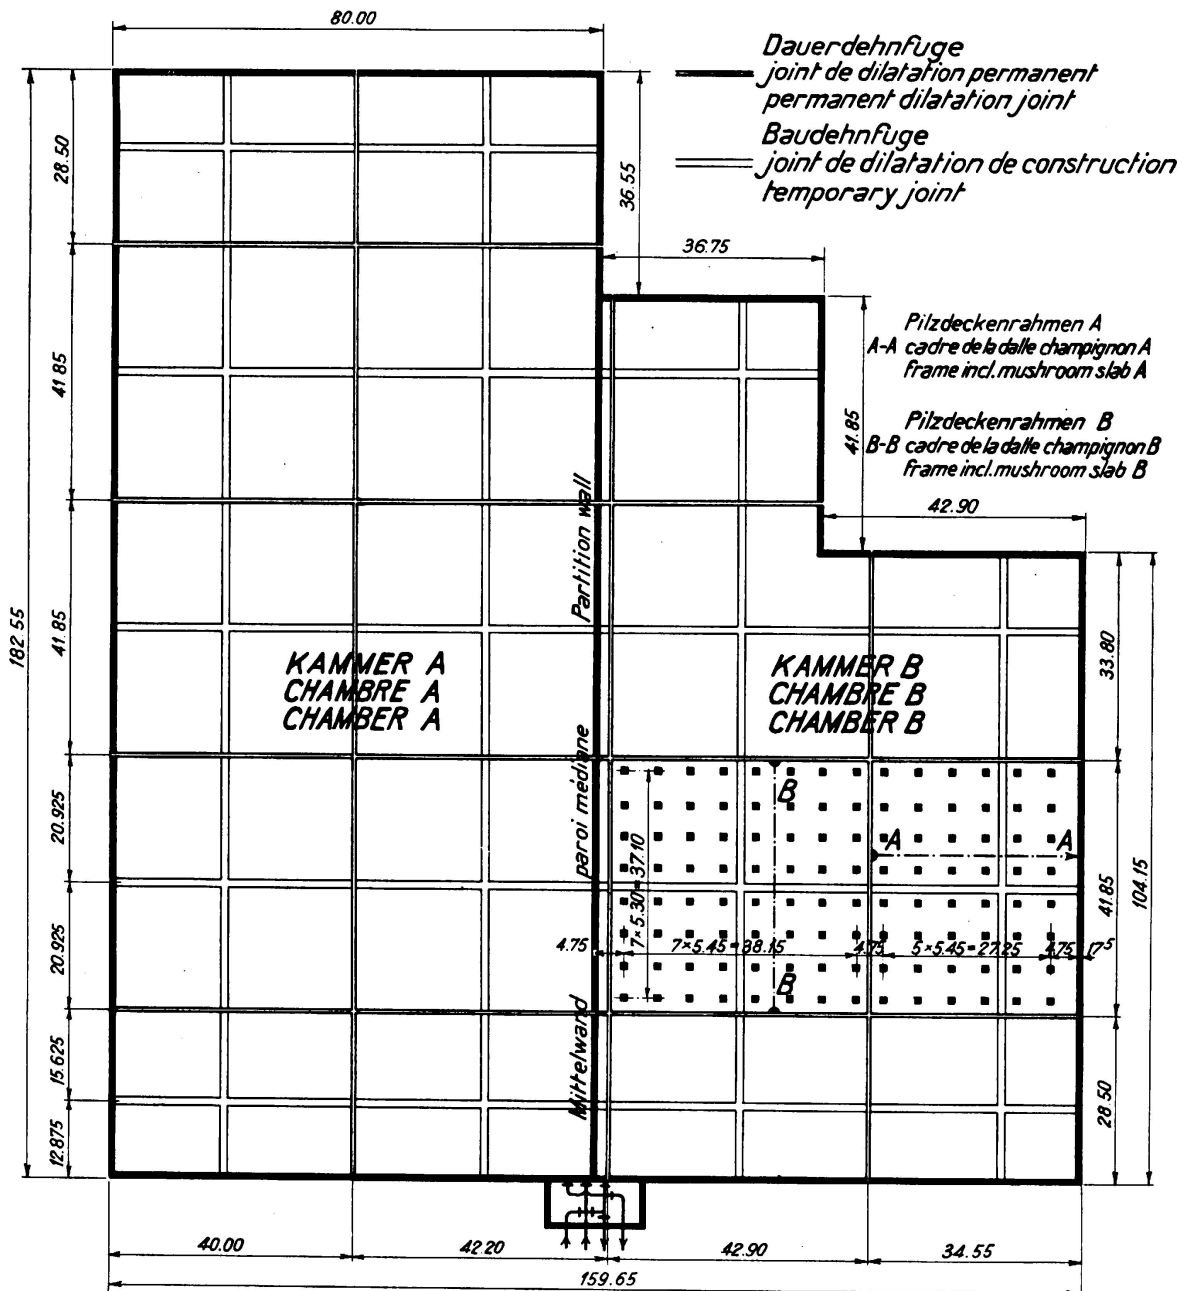 80.00
Dauerdehnfuge
joint de dilatation permanent
permanent dilatation joint
Baudehnfuge
joint de dilatation de construction
temporary joint
28.50
36.55
36.75
41.85
Pilzdeckenrahmen A
A-A cadre de la dalle champignon A
frame incl. mushroom slab A
Pilzdeckenrahmen B
B-B cadre de la dalle champignon B
frame incl. mushroom slab B
41.85
42.90
182.55
41.85
Mittelwand paroi médiane Partition wall
KAMMER A
CHAMBRE A
CHAMBER A
KAMMER B
CHAMBRE B
CHAMBER B
33.80
104.15
20.925
B
A A
7×5.30=37.10
41.85
20.925
4.75 7×5.45=38.15 4.75 5×5.45=27.25 4.75 17⁵
B
15.625
12.875
28.50
40.00 42.20 42.90 34.55
159.65